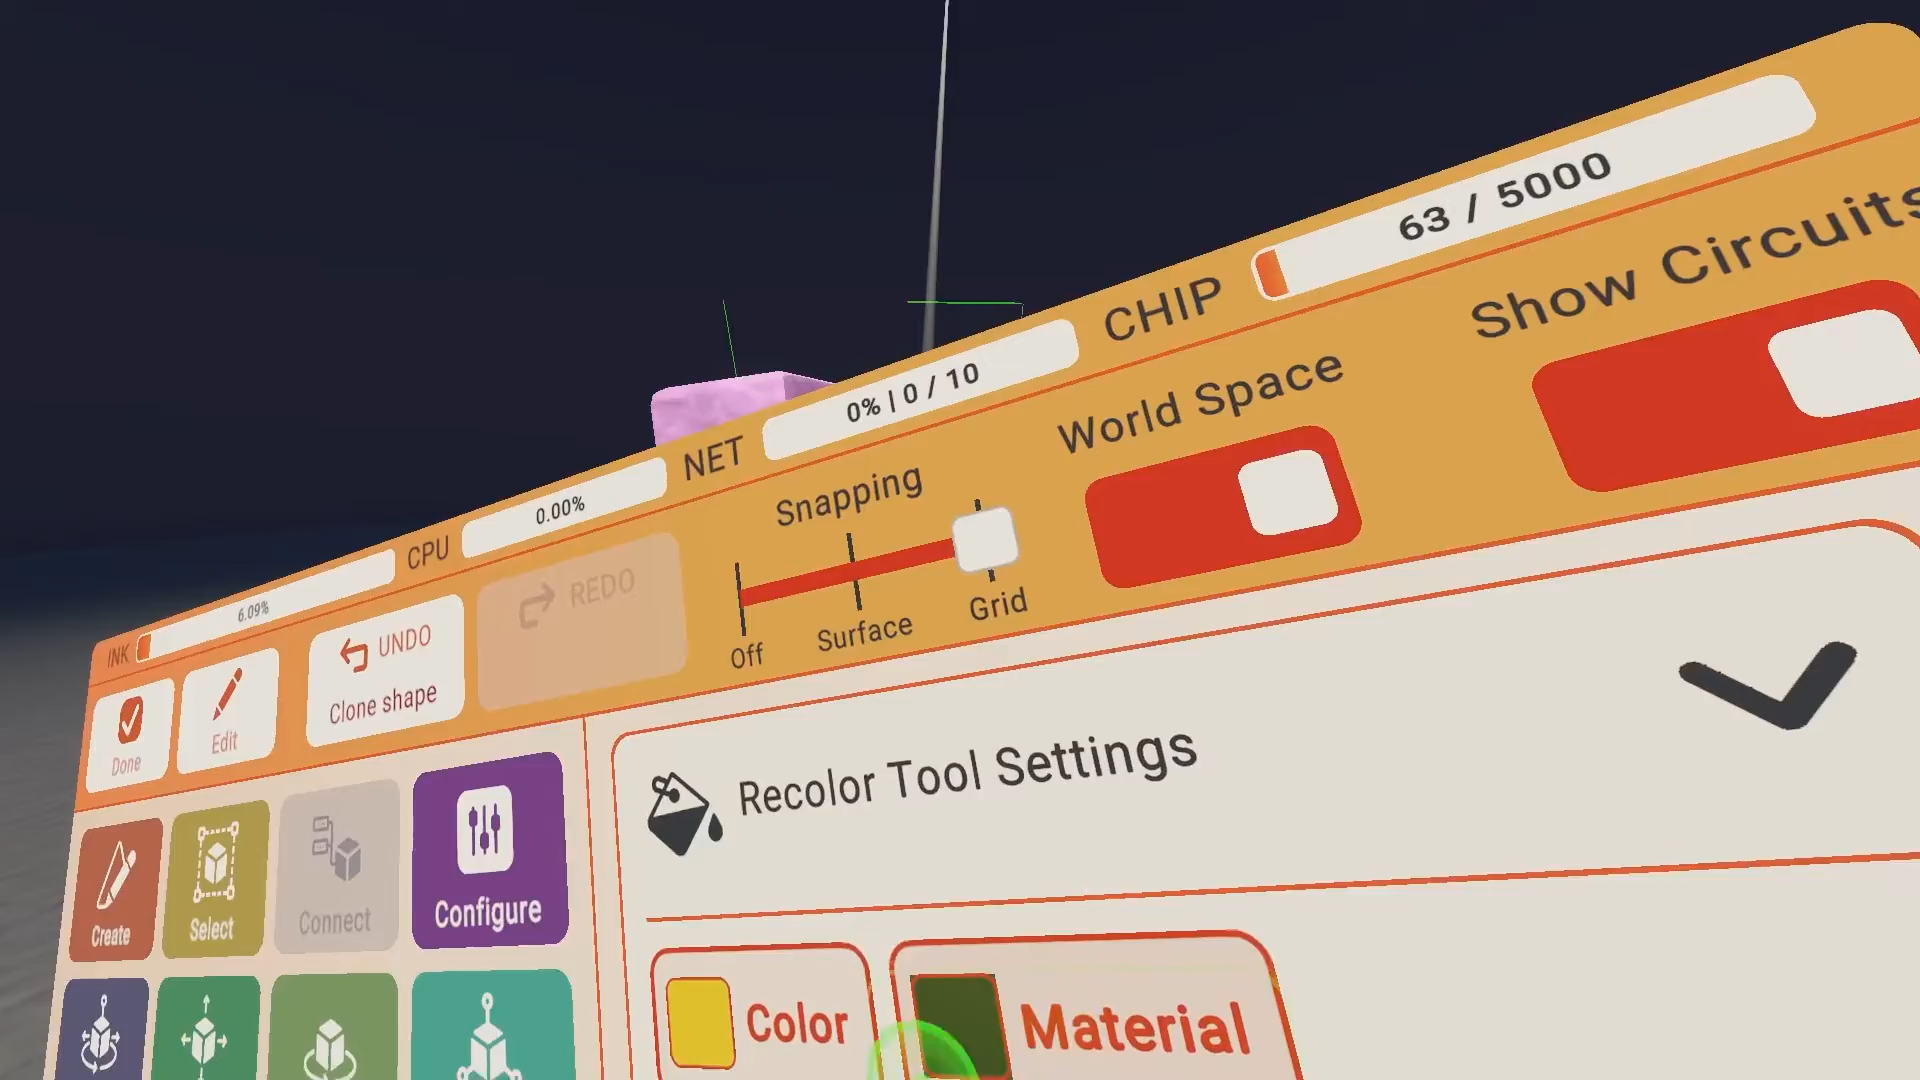 INK 6.09% CPU 0.00% NET 0% | 0 / 10 CHIP 63 / 5000
Done
Edit
UNDO
Clone shape
REDO
Snapping
Off
Surface
Grid
World Space
Show Circuits
Create
Select
Connect
Configure
Recolor Tool Settings
Color
Material